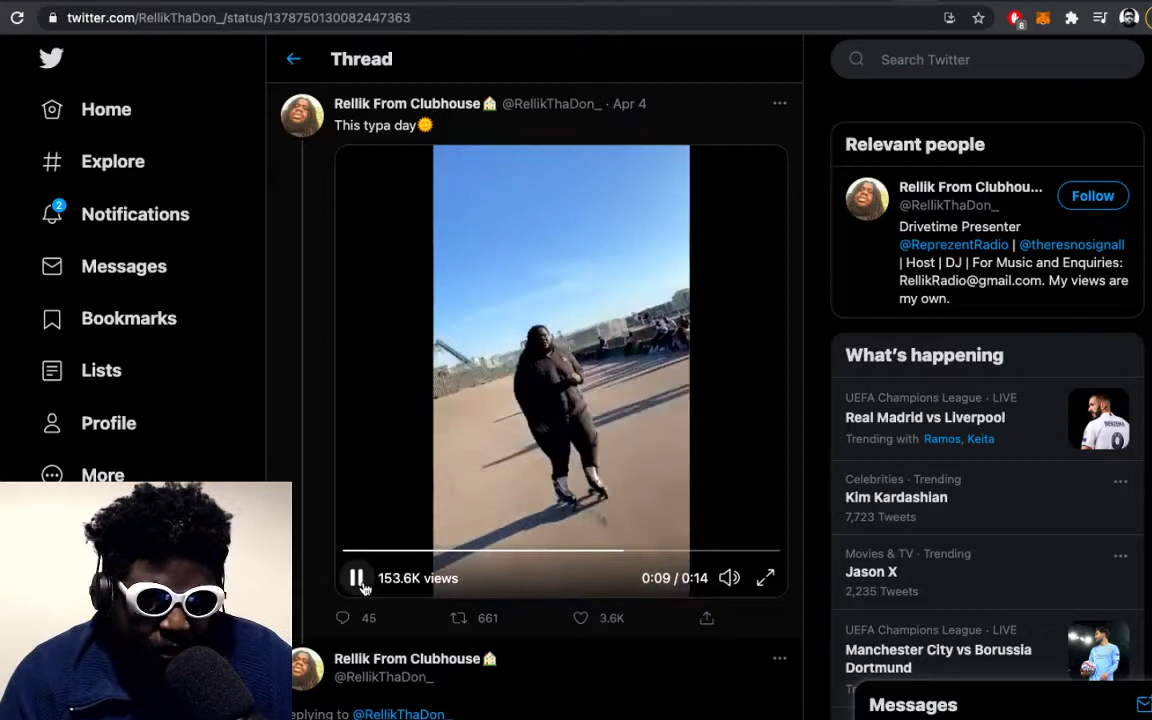 twitter.com/RellikThaDon_/status/1378750130082447363
8
Home
Explore
2
Notifications
Messages
Bookmarks
Lists
Profile
More
Thread
Rellik From Clubhouse @RellikThaDon_ · Apr 4
This typa day
153.6K views
0:09 / 0:14
45
661
3.6K
Rellik From Clubhouse
@RellikThaDon_
eplying to @RellikThaDon_
Search Twitter
Relevant people
Rellik From Clubhou...
@RellikThaDon_
Follow
Drivetime Presenter
@ReprezentRadio | @theresnosignall
| Host | DJ | For Music and Enquiries:
RellikRadio@gmail.com. My views are
my own.
What's happening
UEFA Champions League · LIVE
Real Madrid vs Liverpool
Trending with Ramos, Keita
Celebrities · Trending
Kim Kardashian
7,723 Tweets
Movies & TV · Trending
Jason X
2,235 Tweets
UEFA Champions League · LIVE
Manchester City vs Borussia
Dortmund
Messages